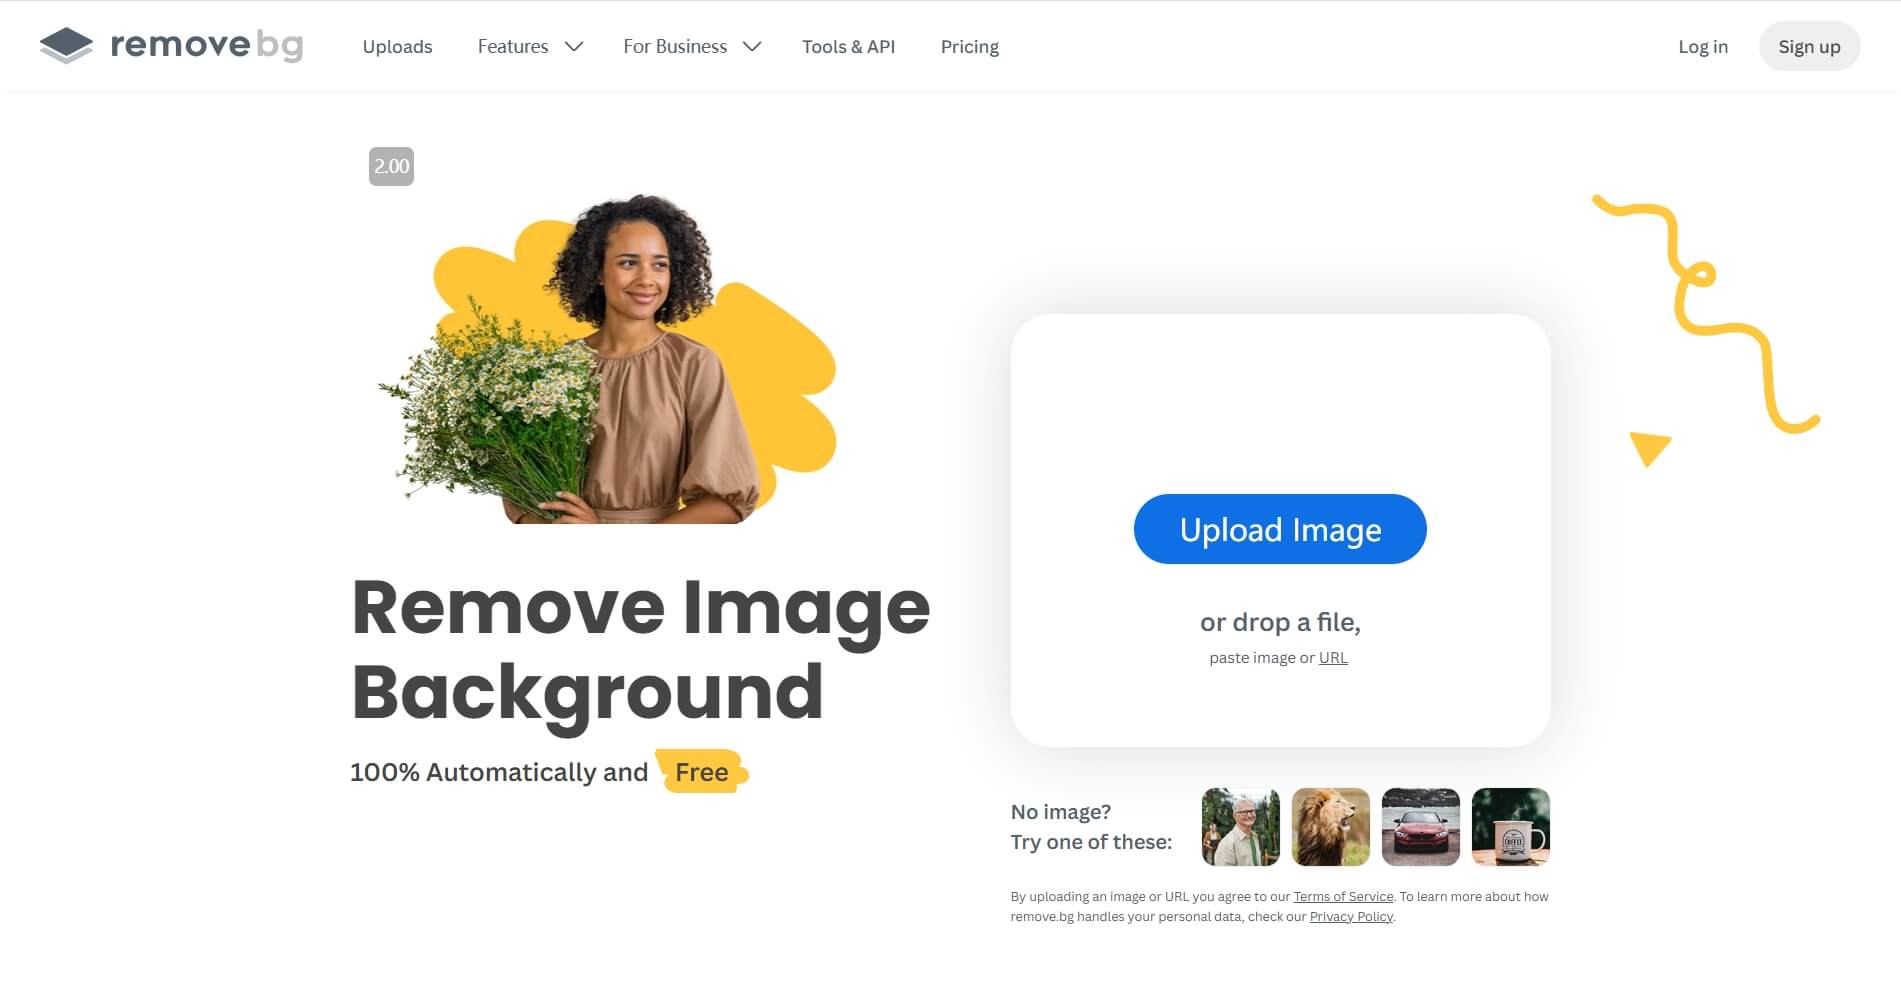 removebg
Uploads
Features
For Business
Tools & API
Pricing
Log in
Sign up
2.00
Remove Image
Background
100% Automatically and Free
Upload Image
or drop a file,
paste image or URL
No image?
Try one of these:
COFFEE
By uploading an image or URL you agree to our Terms of Service. To learn more about how
remove.bg handles your personal data, check our Privacy Policy.